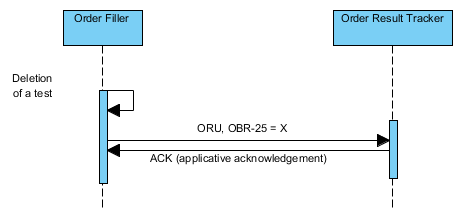 Order Filler
Order Result Tracker
Deletion
of a test
ORU, OBR-25 = X
ACK (applicative acknowledgement)